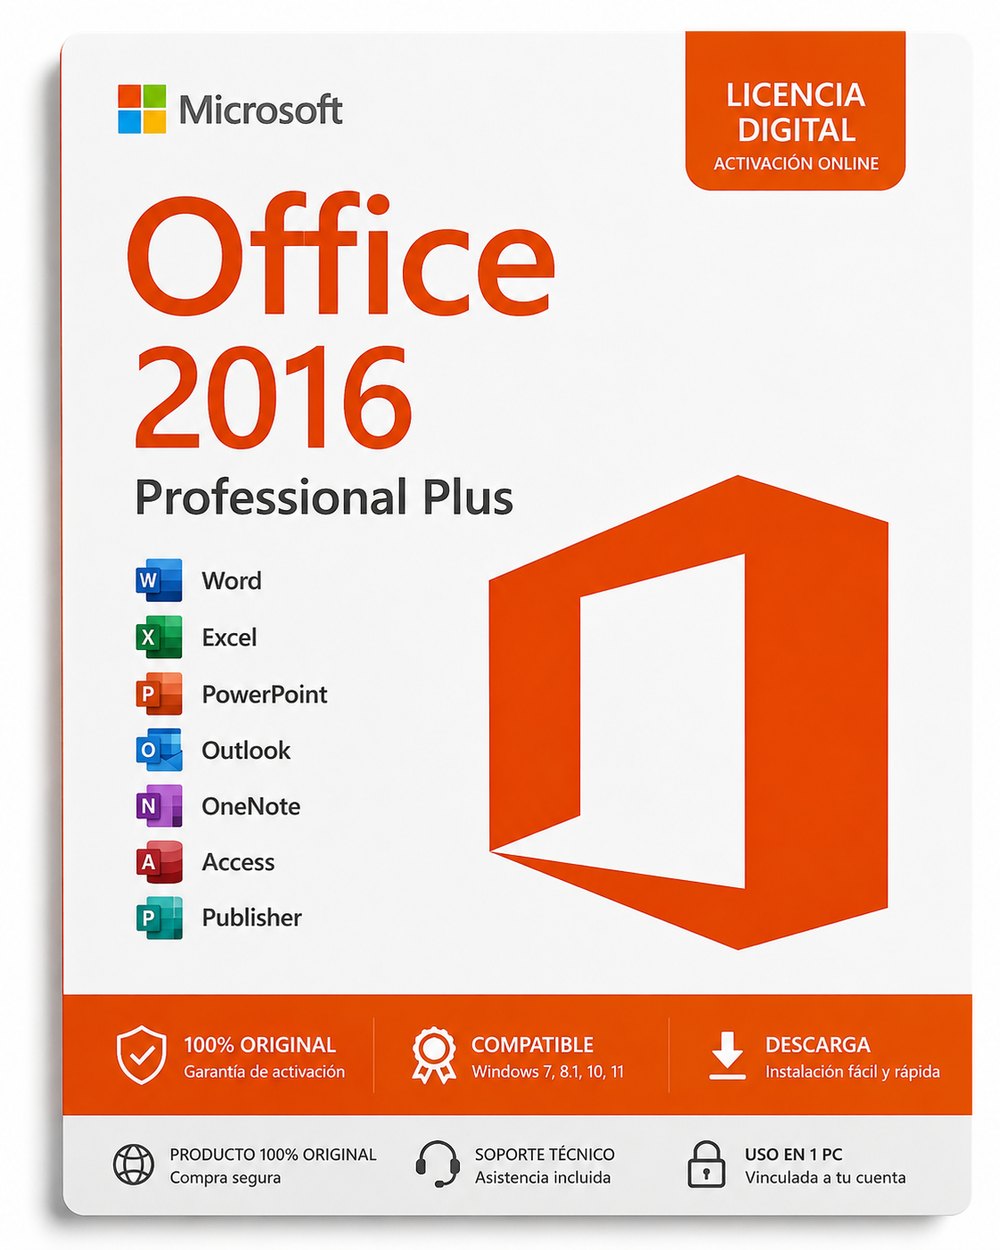 Microsoft
LICENCIA
DIGITAL
ACTIVACIÓN ONLINE
Office
2016
Professional Plus
W Word
X Excel
P PowerPoint
O Outlook
N OneNote
A Access
P Publisher
100% ORIGINAL
Garantía de activación
COMPATIBLE
Windows 7, 8.1, 10, 11
DESCARGA
Instalación fácil y rápida
PRODUCTO 100% ORIGINAL
Compra segura
SOPORTE TÉCNICO
Asistencia incluida
USO EN 1 PC
Vinculada a tu cuenta